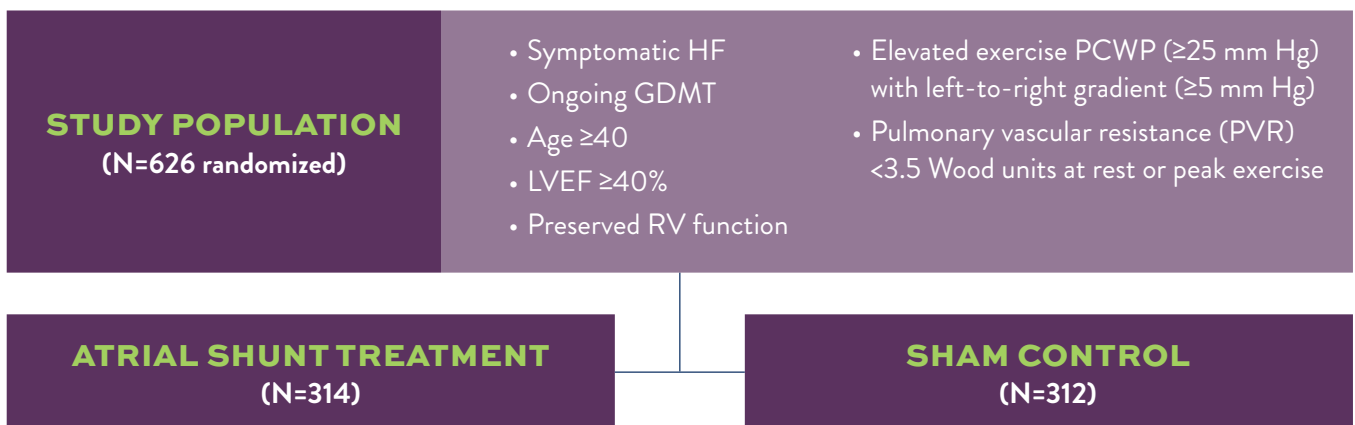 STUDY POPULATION
(N=626 randomized)
• Symptomatic HF
• Ongoing GDMT
• Age ≥40
• LVEF ≥40%
• Preserved RV function
• Elevated exercise PCWP (≥25 mm Hg)
with left-to-right gradient (≥5 mm Hg)
• Pulmonary vascular resistance (PVR)
<3.5 Wood units at rest or peak exercise
ATRIAL SHUNT TREATMENT
(N=314)
SHAM CONTROL
(N=312)